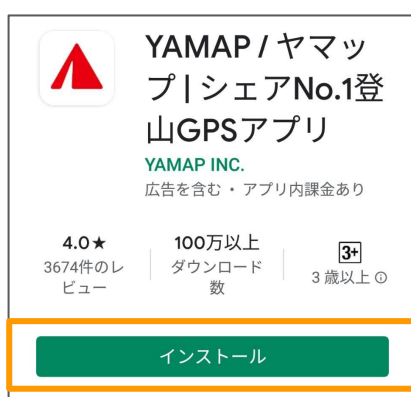 YAMAP / ヤマッ
プ | シェアNo.1登
山GPSアプリ
YAMAP INC.
広告を含む・アプリ内課金あり
4.0★
3674件のレ
ビュー
100万以上
ダウンロード
数
3+
3 歳以上
インストール